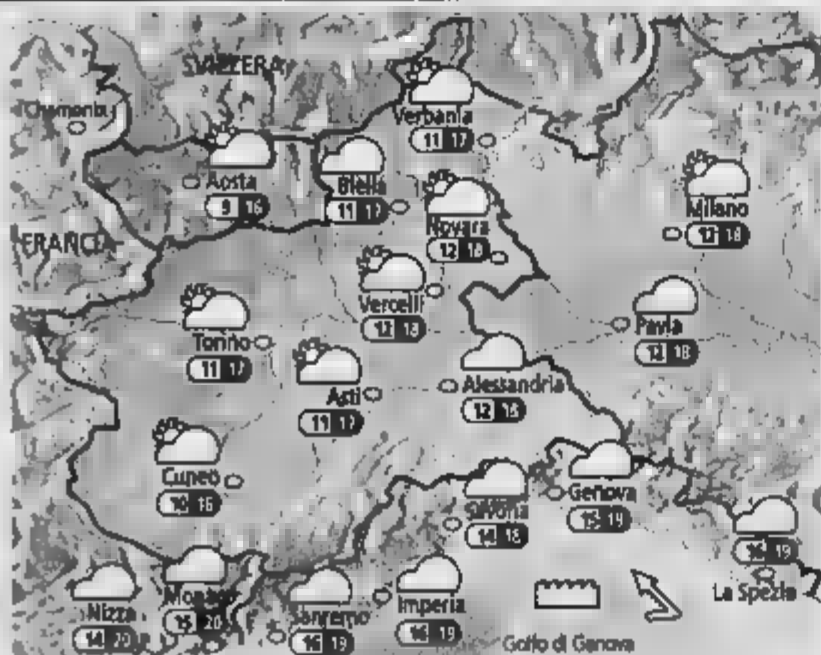 SVIZZERA
Chamonix
Verbania
11 17
Aosta
9 16
Biella
11 17
Novara
12 18
Milano
12 18
FRANCIA
Vercelli
12 18
Torino
11 17
Pavia
12 18
Asti
11 17
Alessandria
12 18
Cuneo
10 16
Savona
14 18
Genova
15 19
16 19
La Spezia
Nizza
14 20
Monaco
15 20
Sanremo
16 19
Imperia
16 19
Golfo di Genova